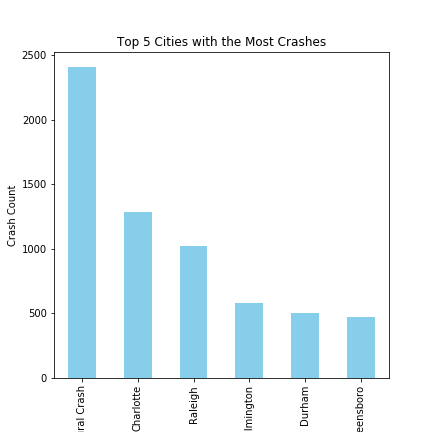 Top 5 Cities with the Most Crashes
2500
2000
1500
1000
500
0
Crash Count
ral Crash
Charlotte
Raleigh
lmington
Durham
eensboro